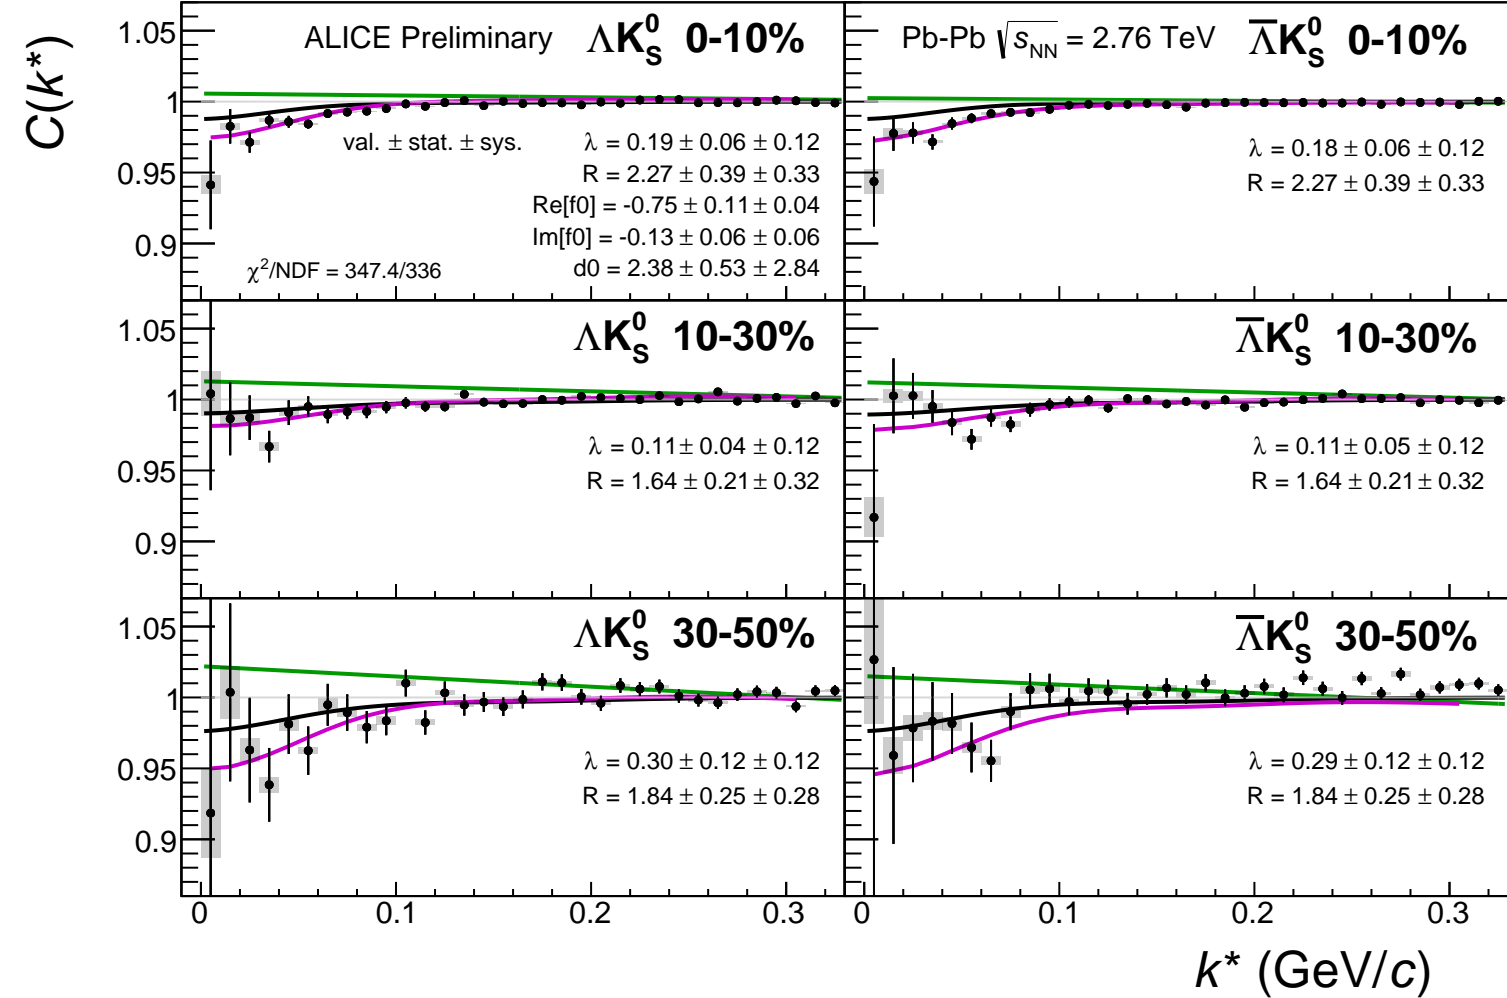 C(k*)
ALICE Preliminary
ΛK⁰_S 0-10%
val. ± stat. ± sys.
λ = 0.19 ± 0.06 ± 0.12
R = 2.27 ± 0.39 ± 0.33
Re[f0] = -0.75 ± 0.11 ± 0.04
Im[f0] = -0.13 ± 0.06 ± 0.06
d0 = 2.38 ± 0.53 ± 2.84
χ²/NDF = 347.4/336
1.05
1
0.95
0.9
Pb-Pb √s_NN = 2.76 TeV
Λ̅K⁰_S 0-10%
λ = 0.18 ± 0.06 ± 0.12
R = 2.27 ± 0.39 ± 0.33
ΛK⁰_S 10-30%
λ = 0.11 ± 0.04 ± 0.12
R = 1.64 ± 0.21 ± 0.32
1.05
1
0.95
0.9
Λ̅K⁰_S 10-30%
λ = 0.11 ± 0.05 ± 0.12
R = 1.64 ± 0.21 ± 0.32
ΛK⁰_S 30-50%
λ = 0.30 ± 0.12 ± 0.12
R = 1.84 ± 0.25 ± 0.28
1.05
1
0.95
0.9
Λ̅K⁰_S 30-50%
λ = 0.29 ± 0.12 ± 0.12
R = 1.84 ± 0.25 ± 0.28
0 0.1 0.2 0.3 0 0.1 0.2 0.3
k* (GeV/c)